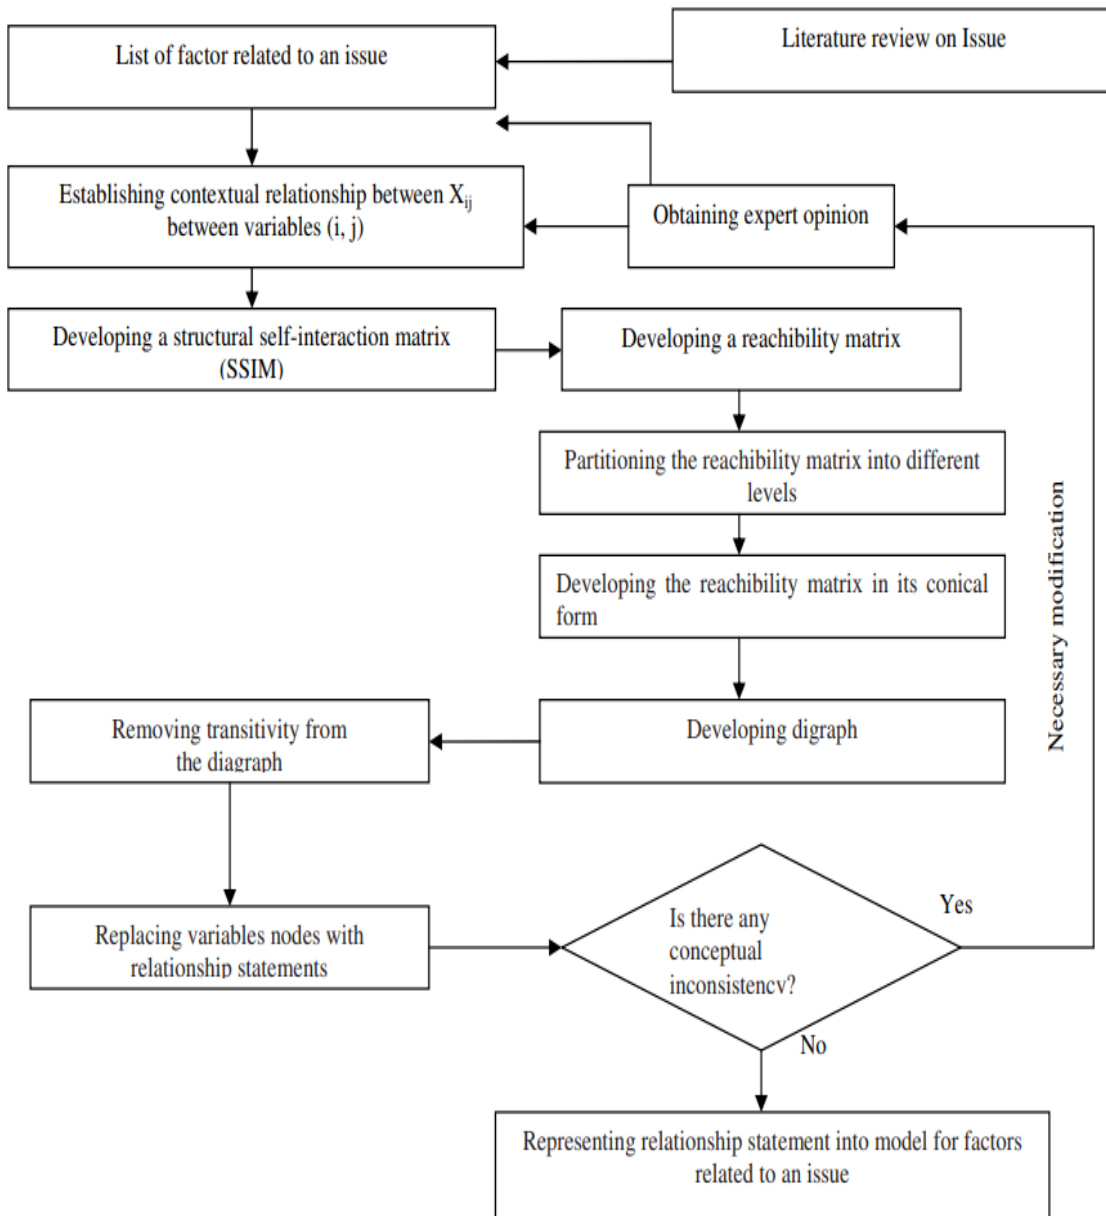 Literature review on Issue
List of factor related to an issue
Establishing contextual relationship between Xij
between variables (i, j)
Obtaining expert opinion
Developing a structural self-interaction matrix
(SSIM)
Developing a reachibility matrix
Partitioning the reachibility matrix into different
levels
Developing the reachibility matrix in its conical
form
Necessary modification
Developing digraph
Removing transitivity from
the diagraph
Replacing variables nodes with
relationship statements
Is there any
conceptual
inconsistency?
Yes
No
Representing relationship statement into model for factors
related to an issue